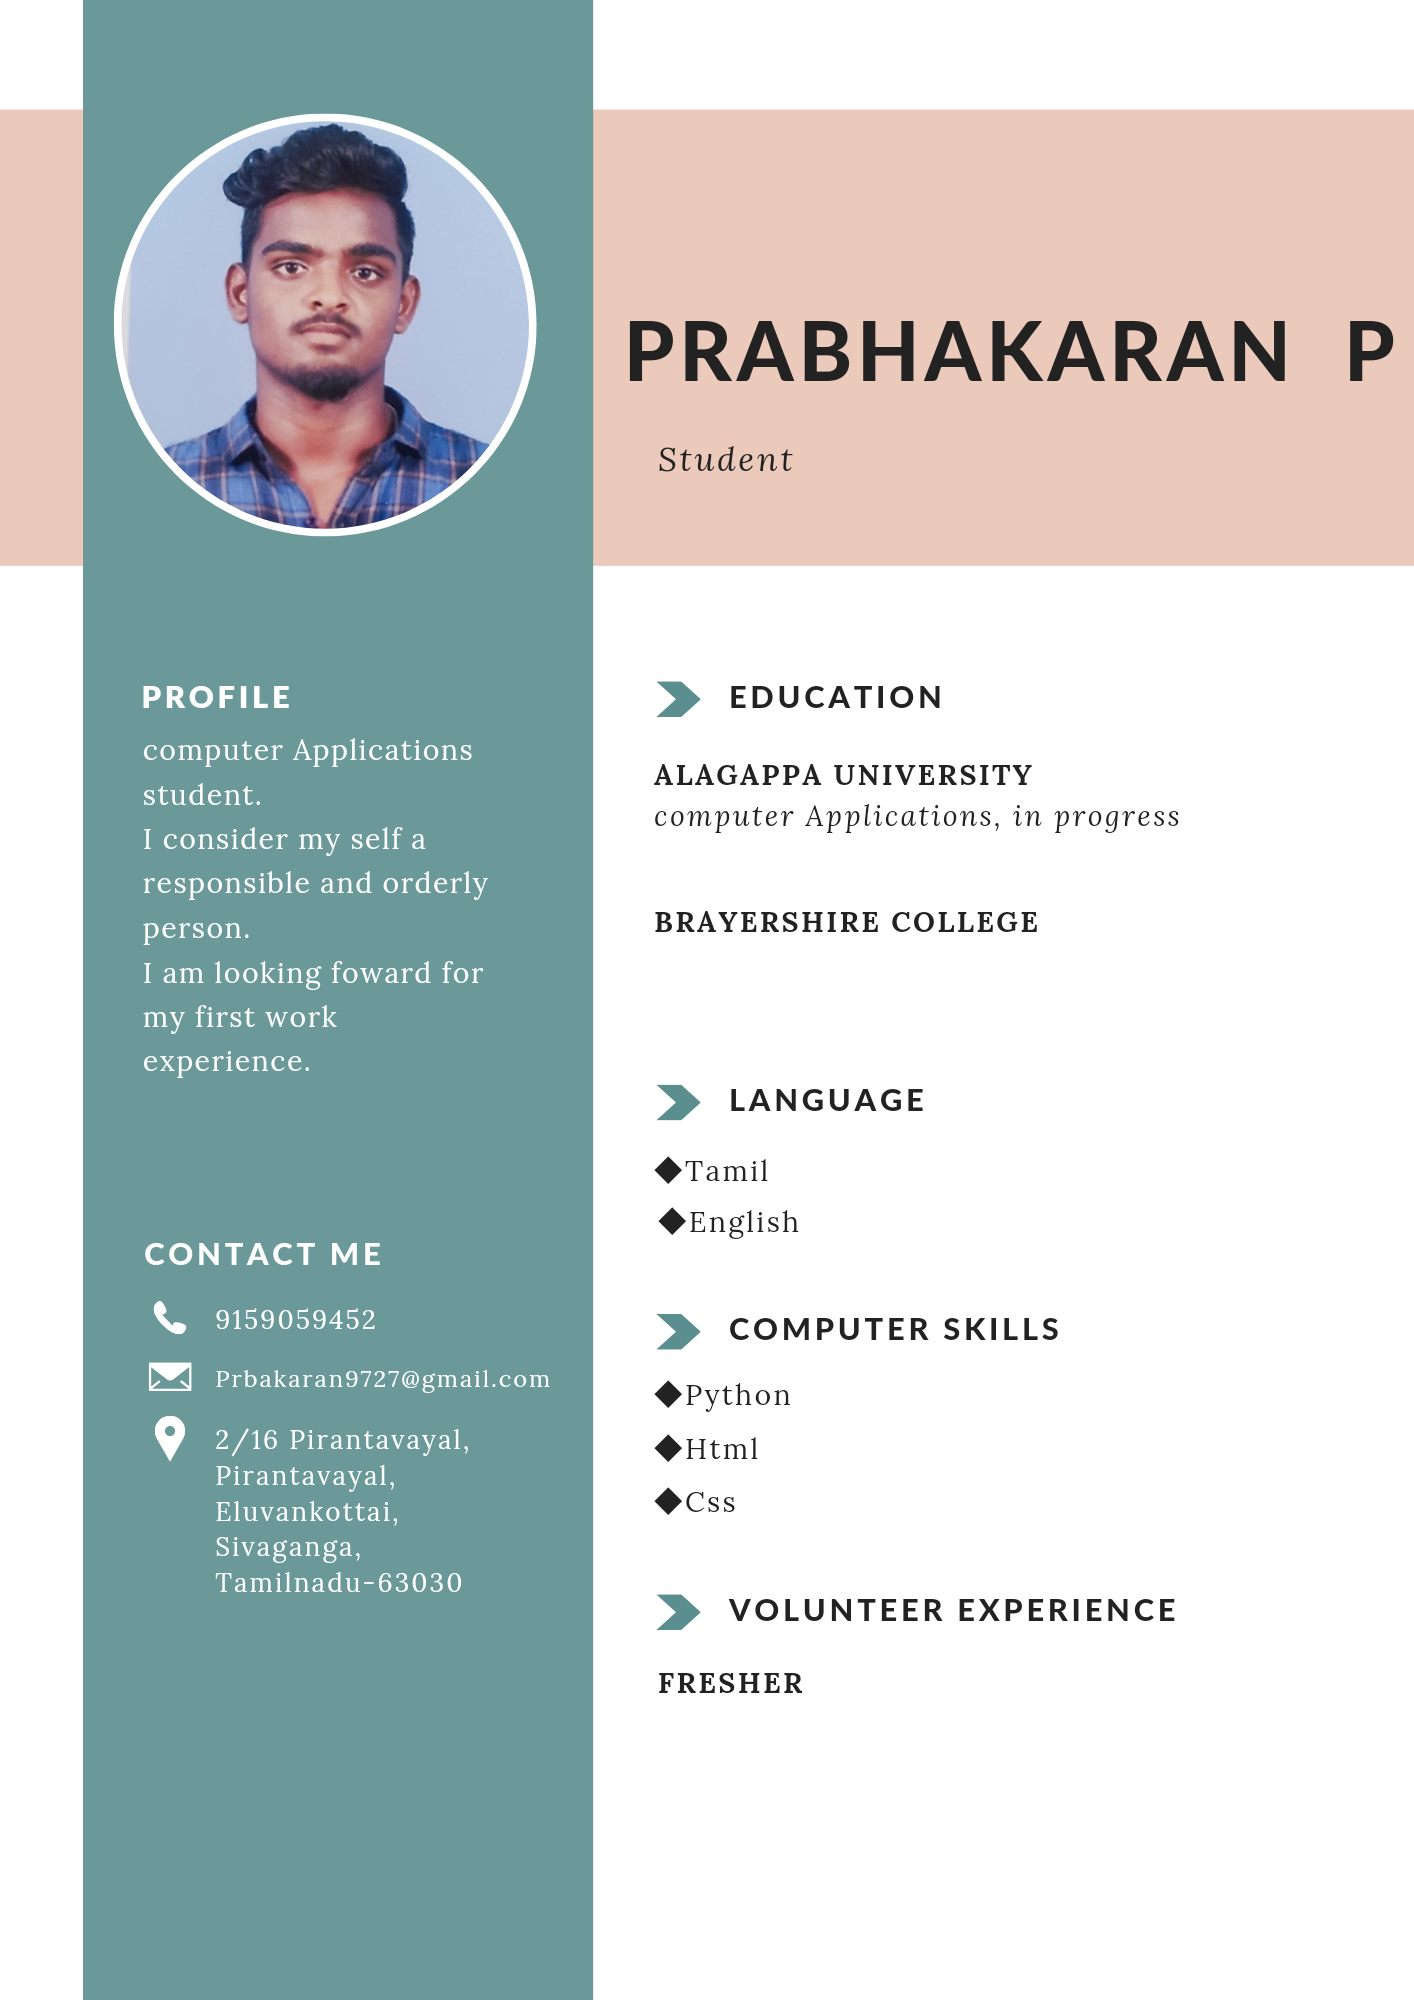 PRABHAKARAN P
Student
PROFILE
computer Applications
student.
I consider my self a
responsible and orderly
person.
I am looking foward for
my first work
experience.
CONTACT ME
9159059452
Prbakaran9727@gmail.com
2/16 Pirantavayal,
Pirantavayal,
Eluvankottai,
Sivaganga,
Tamilnadu-63030
EDUCATION
ALAGAPPA UNIVERSITY
computer Applications, in progress
BRAYERSHIRE COLLEGE
LANGUAGE
◆Tamil
◆English
COMPUTER SKILLS
◆Python
◆Html
◆Css
VOLUNTEER EXPERIENCE
FRESHER